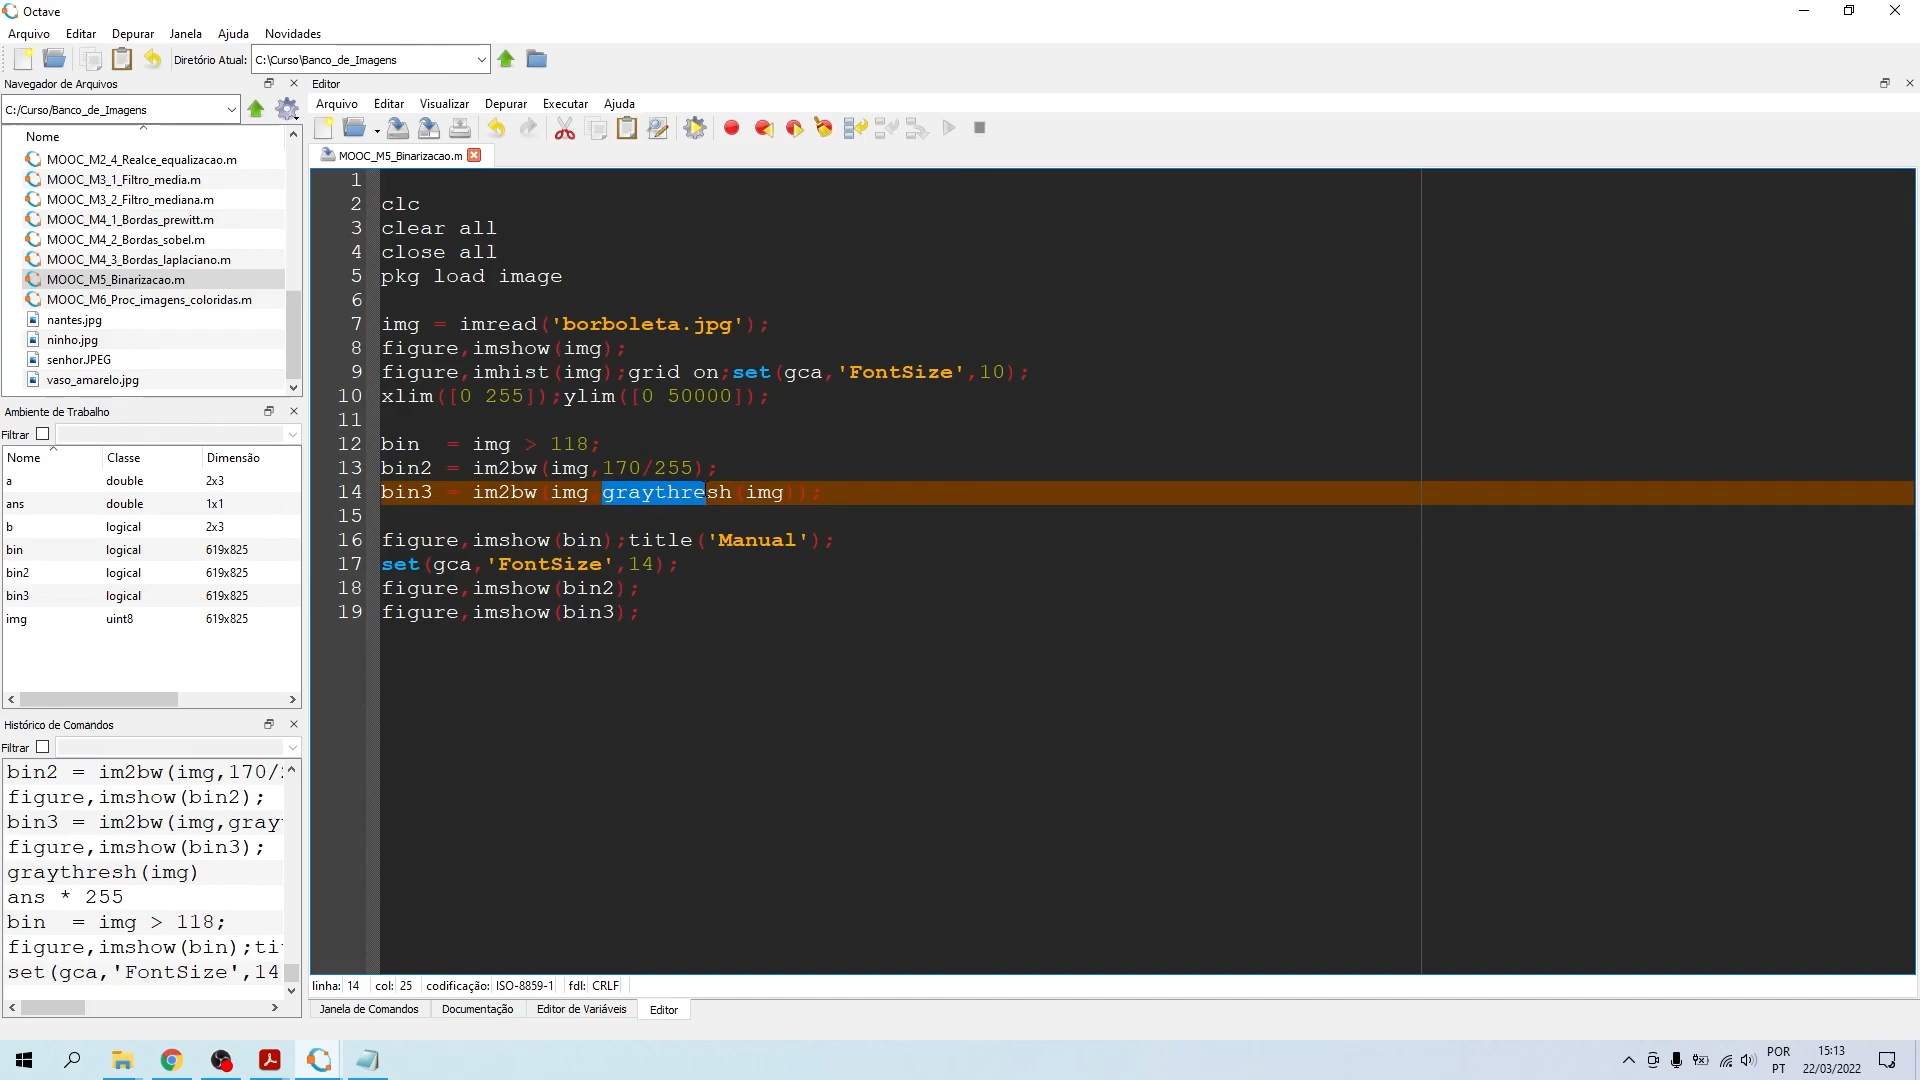 Octave
Arquivo Editar Depurar Janela Ajuda Novidades
Diretório Atual: C:\Curso\Banco_de_Imagens
Navegador de Arquivos
C:/Curso/Banco_de_Imagens
Nome
MOOC_M2_4_Realce_equalizacao.m
MOOC_M3_1_Filtro_media.m
MOOC_M3_2_Filtro_mediana.m
MOOC_M4_1_Bordas_prewitt.m
MOOC_M4_2_Bordas_sobel.m
MOOC_M4_3_Bordas_laplaciano.m
MOOC_M5_Binarizacao.m
MOOC_M6_Proc_imagens_coloridas.m
nantes.jpg
ninho.jpg
senhor.JPEG
vaso_amarelo.jpg
Ambiente de Trabalho
Filtrar
Nome Classe Dimensão
a double 2x3
ans double 1x1
b logical 2x3
bin logical 619x825
bin2 logical 619x825
bin3 logical 619x825
img uint8 619x825
Histórico de Comandos
Filtrar
bin2 = im2bw(img,170/
figure,imshow(bin2);
bin3 = im2bw(img,gray
figure,imshow(bin3);
graythresh(img)
ans * 255
bin  = img > 118;
figure,imshow(bin);ti
set(gca,'FontSize',14
Editor
Arquivo Editar Visualizar Depurar Executar Ajuda
MOOC_M5_Binarizacao.m
1
2 clc
3 clear all
4 close all
5 pkg load image
6
7 img = imread('borboleta.jpg');
8 figure,imshow(img);
9 figure,imhist(img);grid on;set(gca,'FontSize',10);
10 xlim([0 255]);ylim([0 50000]);
11
12 bin  = img > 118;
13 bin2 = im2bw(img,170/255);
14 bin3 = im2bw(img,graythresh(img));
15
16 figure,imshow(bin);title('Manual');
17 set(gca,'FontSize',14);
18 figure,imshow(bin2);
19 figure,imshow(bin3);
linha: 14 col: 25 codificação: ISO-8859-1 fdl: CRLF
Janela de Comandos Documentação Editor de Variáveis Editor
POR
PT
15:13
22/03/2022